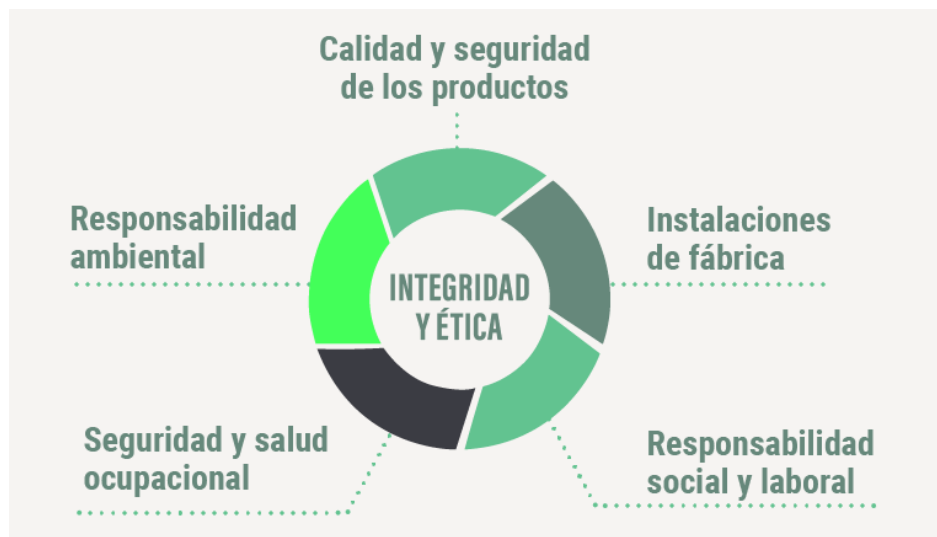 Calidad y seguridad
de los productos
Responsabilidad
ambiental
Instalaciones
de fábrica
INTEGRIDAD
Y ÉTICA
Seguridad y salud
ocupacional
Responsabilidad
social y laboral